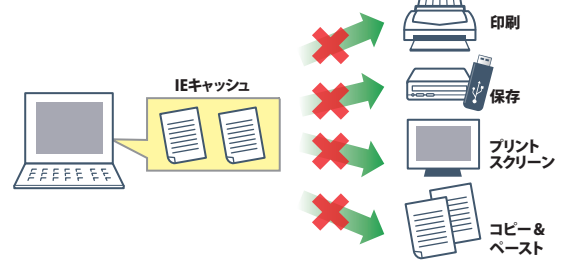 印刷
IEキャッシュ
保存
プリント
スクリーン
コピー＆
ペースト